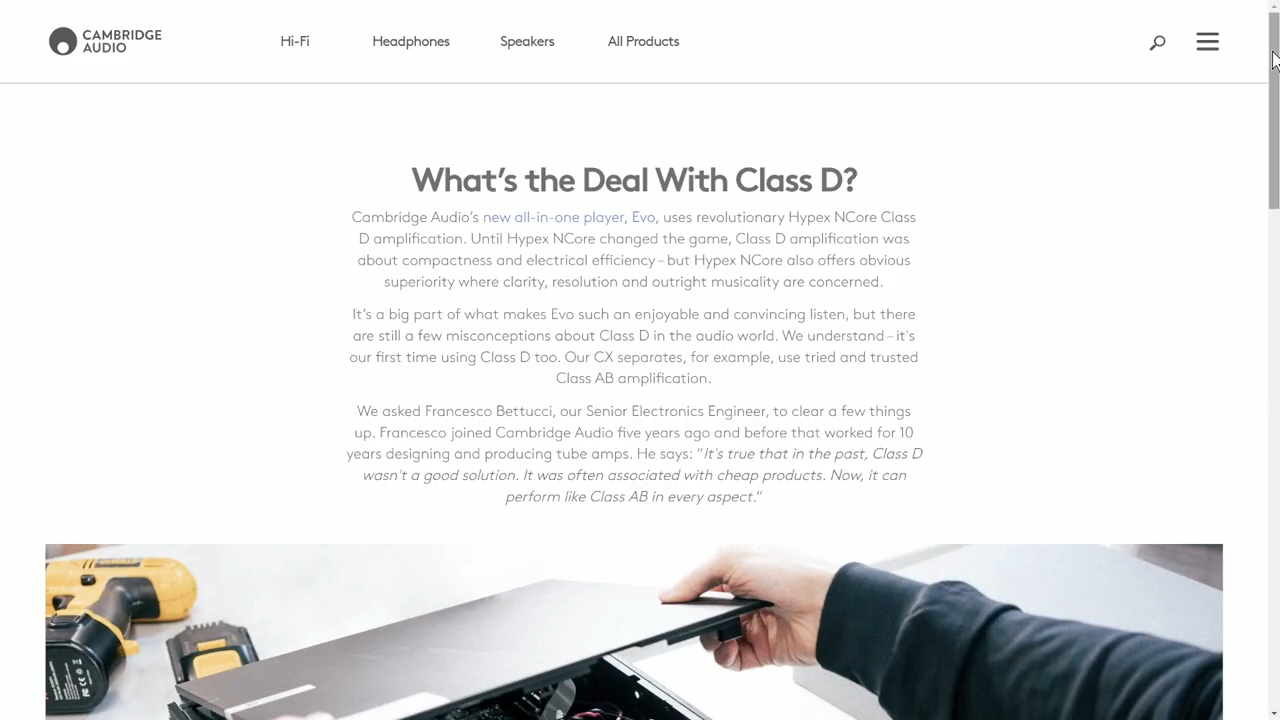 CAMBRIDGE
AUDIO
Hi-Fi
Headphones
Speakers
All Products
What's the Deal With Class D?
Cambridge Audio's new all-in-one player, Evo, uses revolutionary Hypex NCore Class
D amplification. Until Hypex NCore changed the game, Class D amplification was
about compactness and electrical efficiency – but Hypex NCore also offers obvious
superiority where clarity, resolution and outright musicality are concerned.
It's a big part of what makes Evo such an enjoyable and convincing listen, but there
are still a few misconceptions about Class D in the audio world. We understand – it's
our first time using Class D too. Our CX separates, for example, use tried and trusted
Class AB amplification.
We asked Francesco Bettucci, our Senior Electronics Engineer, to clear a few things
up. Francesco joined Cambridge Audio five years ago and before that worked for 10
years designing and producing tube amps. He says: "It's true that in the past, Class D
wasn't a good solution. It was often associated with cheap products. Now, it can
perform like Class AB in every aspect."